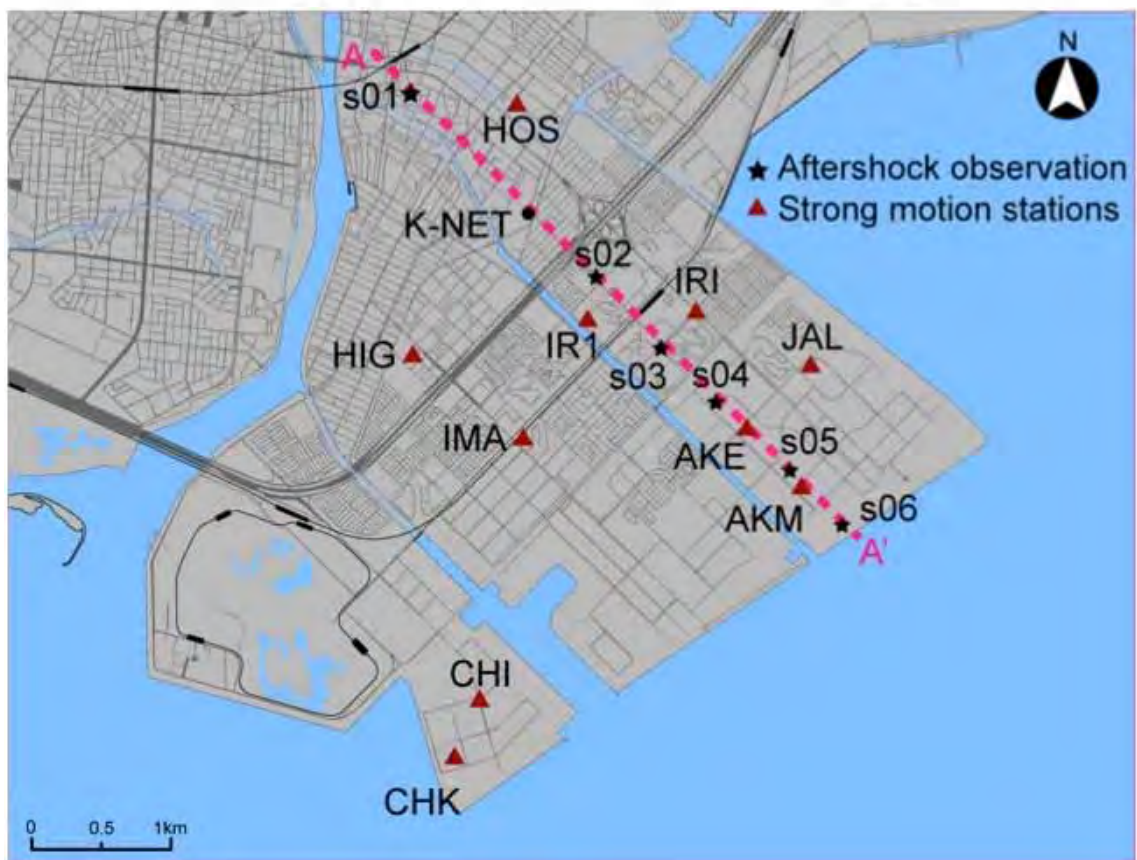 N
A
s01
HOS
Aftershock observation
Strong motion stations
K-NET
s02
IRI
IR1
JAL
HIG
s03
s04
IMA
AKE
s05
AKM
s06
A'
CHI
CHK
0 0.5 1km